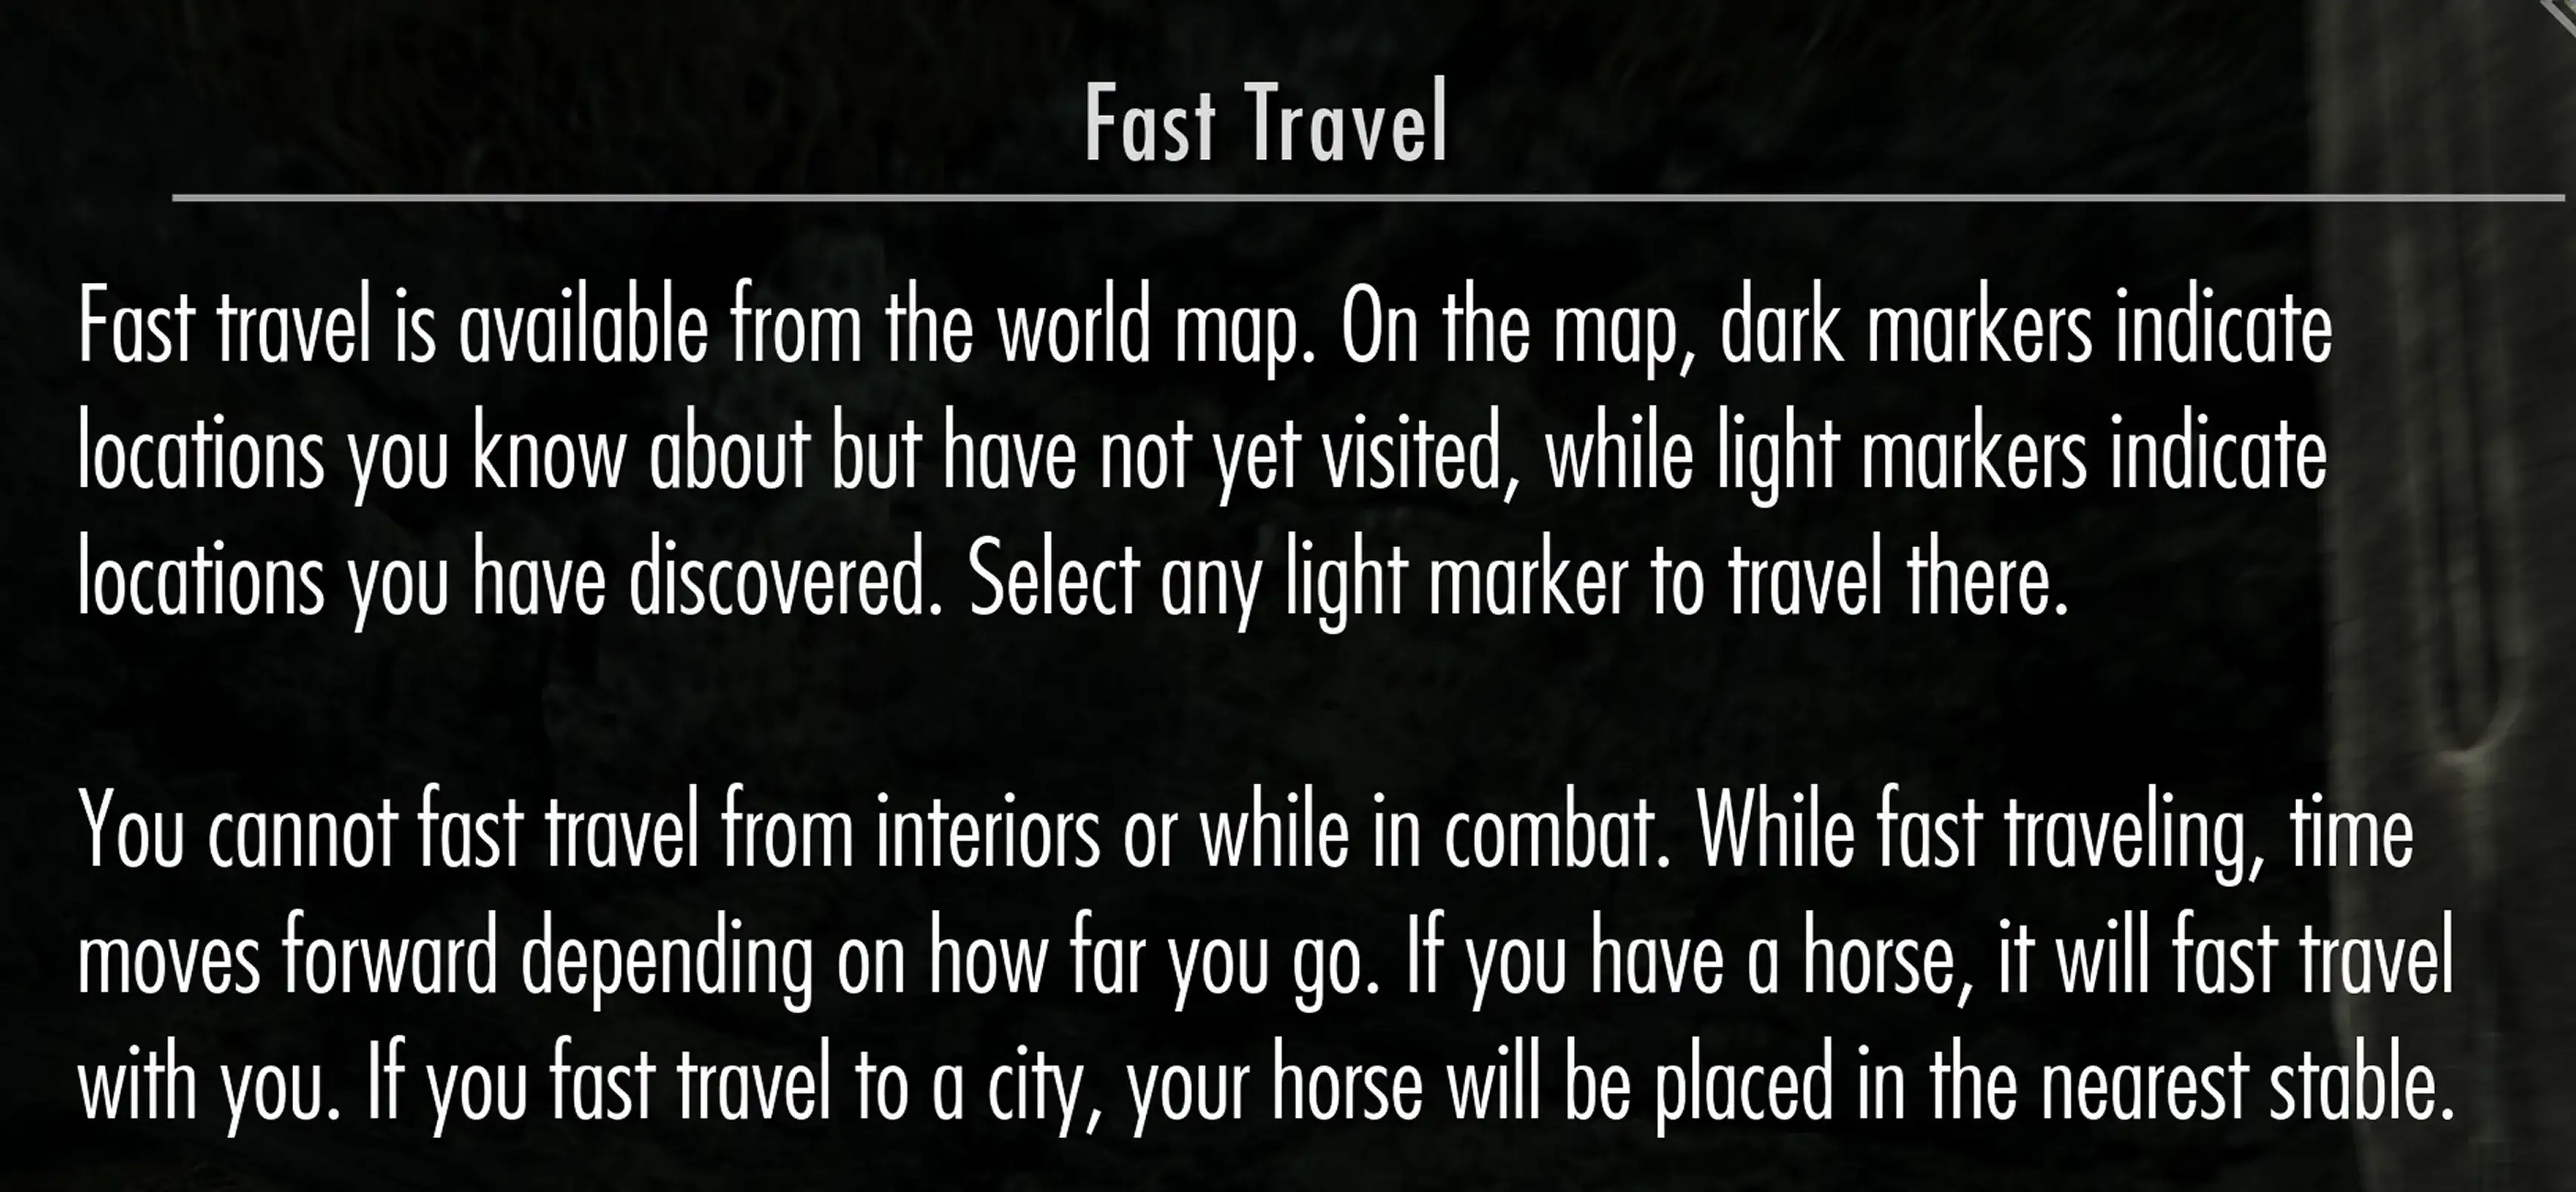 Fast Travel
Fast travel is available from the world map. On the map, dark markers indicate
locations you know about but have not yet visited, while light markers indicate
locations you have discovered. Select any light marker to travel there.
You cannot fast travel from interiors or while in combat. While fast traveling, time
moves forward depending on how far you go. If you have a horse, it will fast travel
with you. If you fast travel to a city, your horse will be placed in the nearest stable.